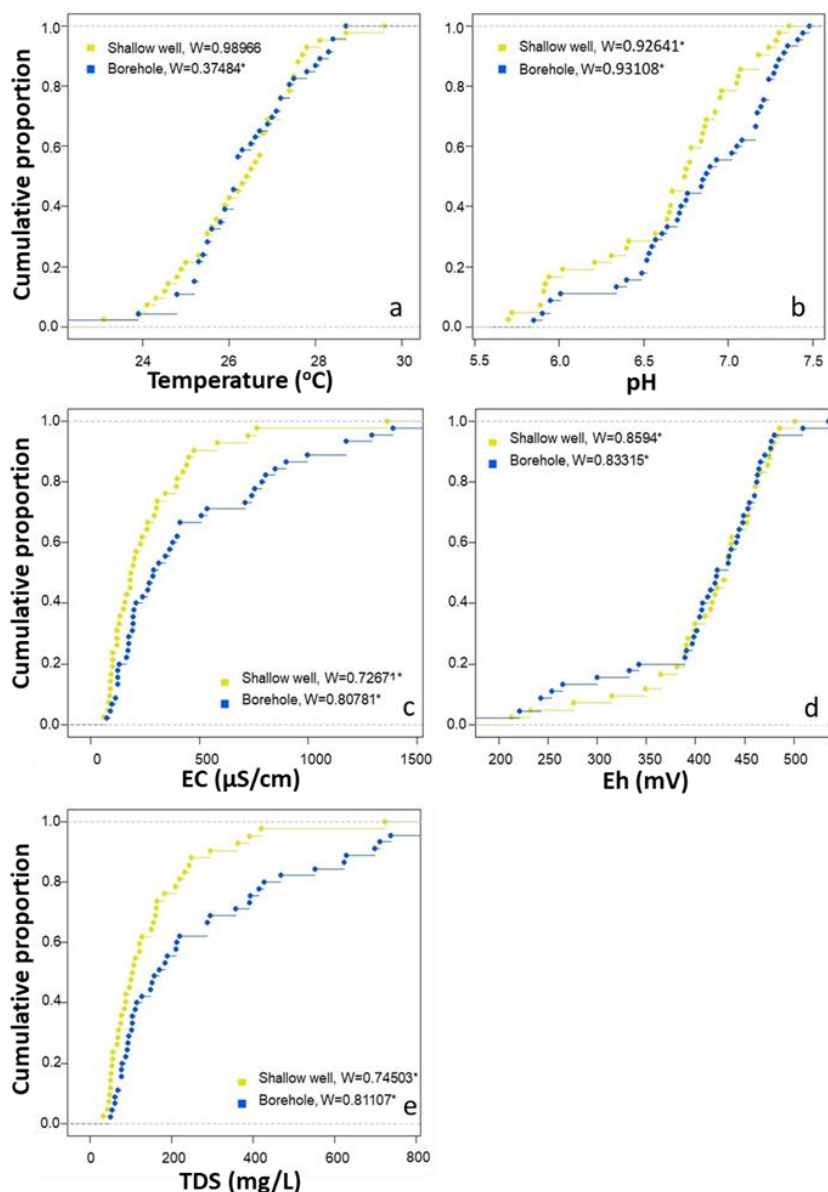 Shallow well, W=0.98966
Borehole, W=0.37484*
Cumulative proportion
1.0
0.8
0.6
0.4
0.2
0.0
a
24 26 28 30
Temperature (°C)
Shallow well, W=0.92641*
Borehole, W=0.93108*
1.0
0.8
0.6
0.4
0.2
0.0
b
5.5 6.0 6.5 7.0 7.5
pH
Cumulative proportion
1.0
0.8
0.6
0.4
0.2
0.0
Shallow well, W=0.72671*
Borehole, W=0.80781*
c
0 500 1000 1500
EC (µS/cm)
Shallow well, W=0.8594*
Borehole, W=0.83315*
1.0
0.8
0.6
0.4
0.2
0.0
d
200 250 300 350 400 450 500
Eh (mV)
Cumulative proportion
1.0
0.8
0.6
0.4
0.2
0.0
Shallow well, W=0.74503*
Borehole, W=0.81107*
e
0 200 400 600 800
TDS (mg/L)